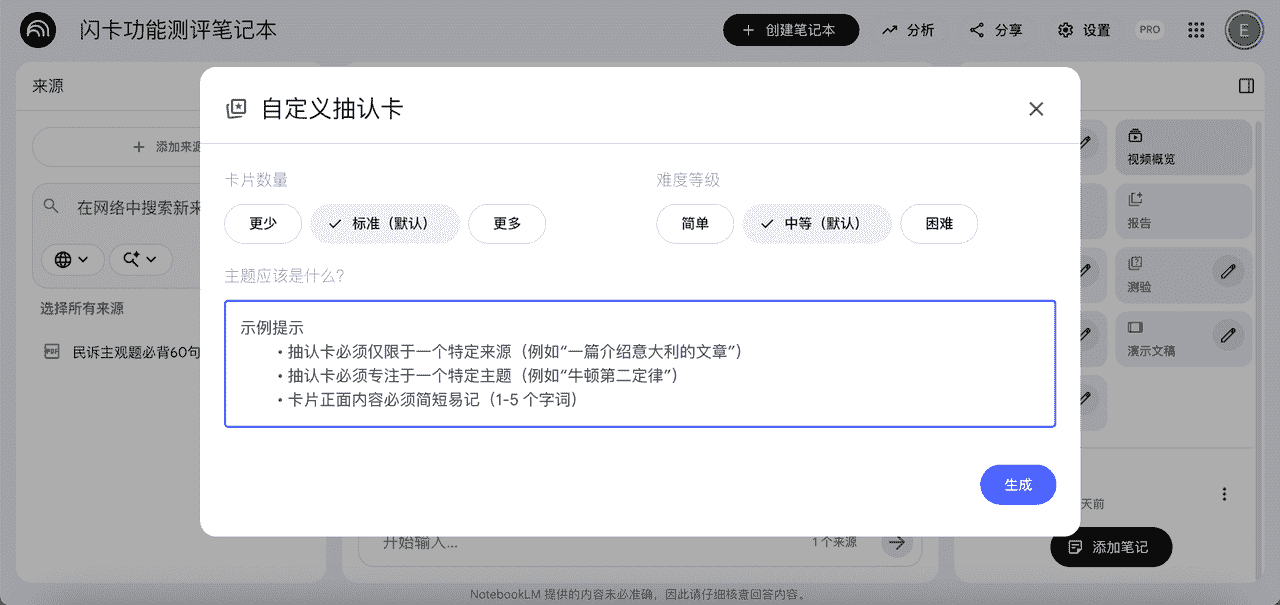 闪卡功能测评笔记本
创建笔记本
分析
分享
设置
PRO
E
来源
添加来源
在网络中搜索新来
选择所有来源
民诉主观题必背60句
自定义抽认卡
卡片数量
更少
标准（默认）
更多
难度等级
简单
中等（默认）
困难
主题应该是什么？
示例提示
• 抽认卡必须仅限于一个特定来源（例如“一篇介绍意大利的文章”）
• 抽认卡必须专注于一个特定主题（例如“牛顿第二定律”）
• 卡片正面内容必须简短易记（1-5 个字词）
生成
视频概览
报告
测验
演示文稿
天前
添加笔记
开始输入...
1 个来源
NotebookLM 提供的内容未必准确，因此请仔细核查回答内容。